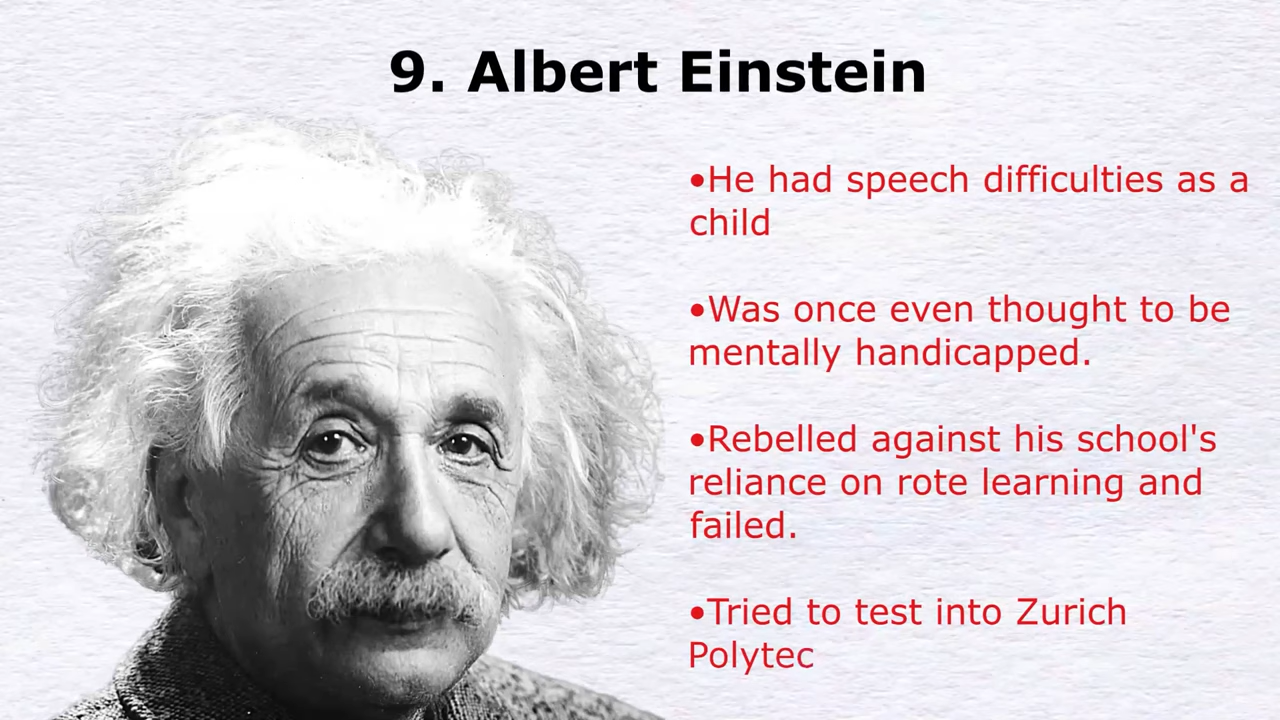 9. Albert Einstein
•He had speech difficulties as a
child
•Was once even thought to be
mentally handicapped.
•Rebelled against his school's
reliance on rote learning and
failed.
•Tried to test into Zurich
Polytec